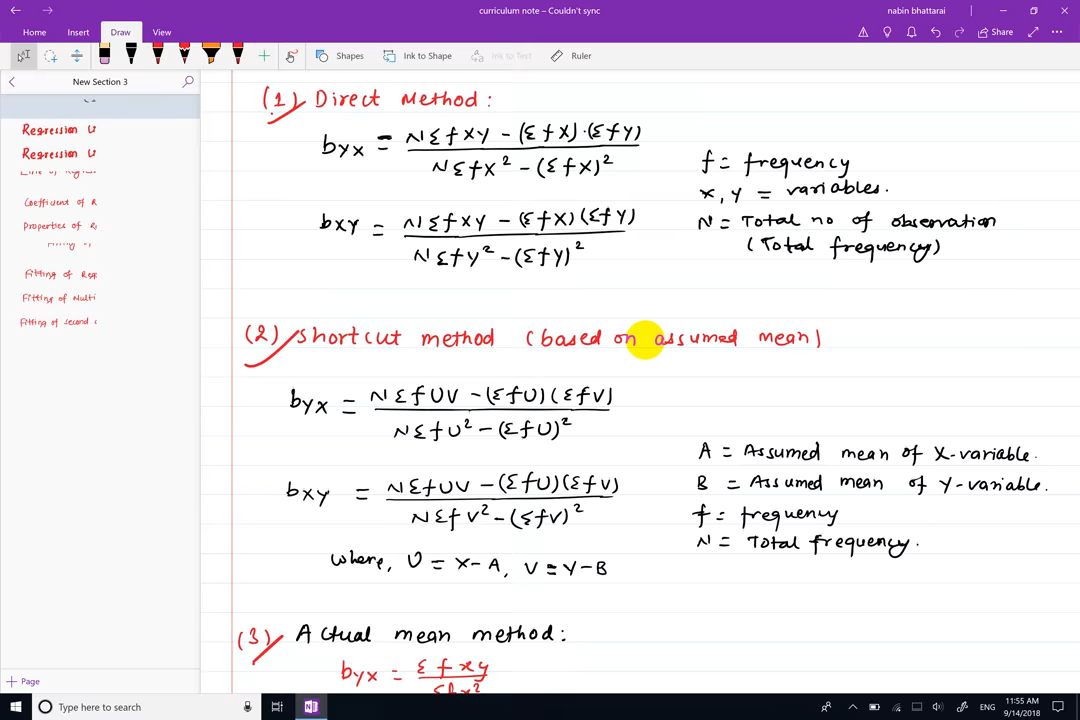 curriculum note – Couldn't sync
nabin bhattarai
Home Insert Draw View
Share
Shapes Ink to Shape Ink to Text Ruler
New Section 3
Regression
Regression
Coefficient of
Properties of
Fitting of
Fitting of
Fitting of second
Page
(1) Direct Method:
byx = NΣfXY - (ΣfX).(ΣfY) / NΣfX² - (ΣfX)²
bxy = NΣfXY - (ΣfX)(ΣfY) / NΣfY² - (ΣfY)²
f = frequency
x, y = variables.
N = Total no of observation
(Total frequency)
(2) Shortcut method (based on assumed mean)
byx = NΣfUV - (ΣfU)(ΣfV) / NΣfU² - (ΣfU)²
bxy = NΣfUV - (ΣfU)(ΣfV) / NΣfV² - (ΣfV)²
where, U = X-A, V = Y-B
A = Assumed mean of X-variable.
B = Assumed mean of Y-variable.
f = frequency
N = Total frequency.
(3) Actual mean method:
byx = Σfxy / Σfx²
Type here to search
ENG
11:55 AM
9/14/2018